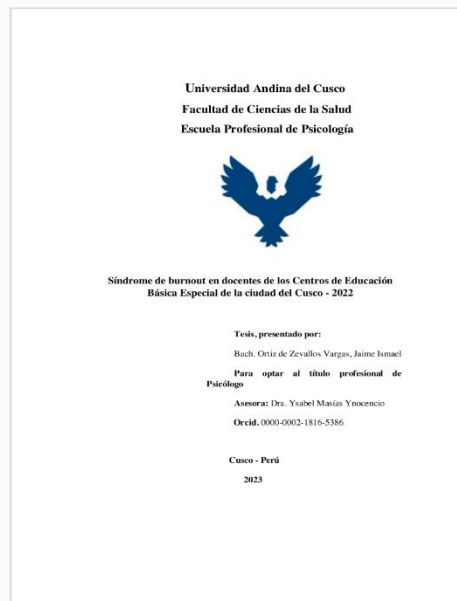 Universidad Andina del Cusco
Facultad de Ciencias de la Salud
Escuela Profesional de Psicología
Síndrome de burnout en docentes de los Centros de Educación
Básica Especial de la ciudad del Cusco - 2022
Tesis, presentado por:
Bach. Ortiz de Zevallos Vargas, Jaime Ismael
Para optar al título profesional de
Psicólogo
Asesora: Dra. Ysabel Masías Ynocencio
Orcid. 0000-0002-1816-5386
Cusco - Perú
2023